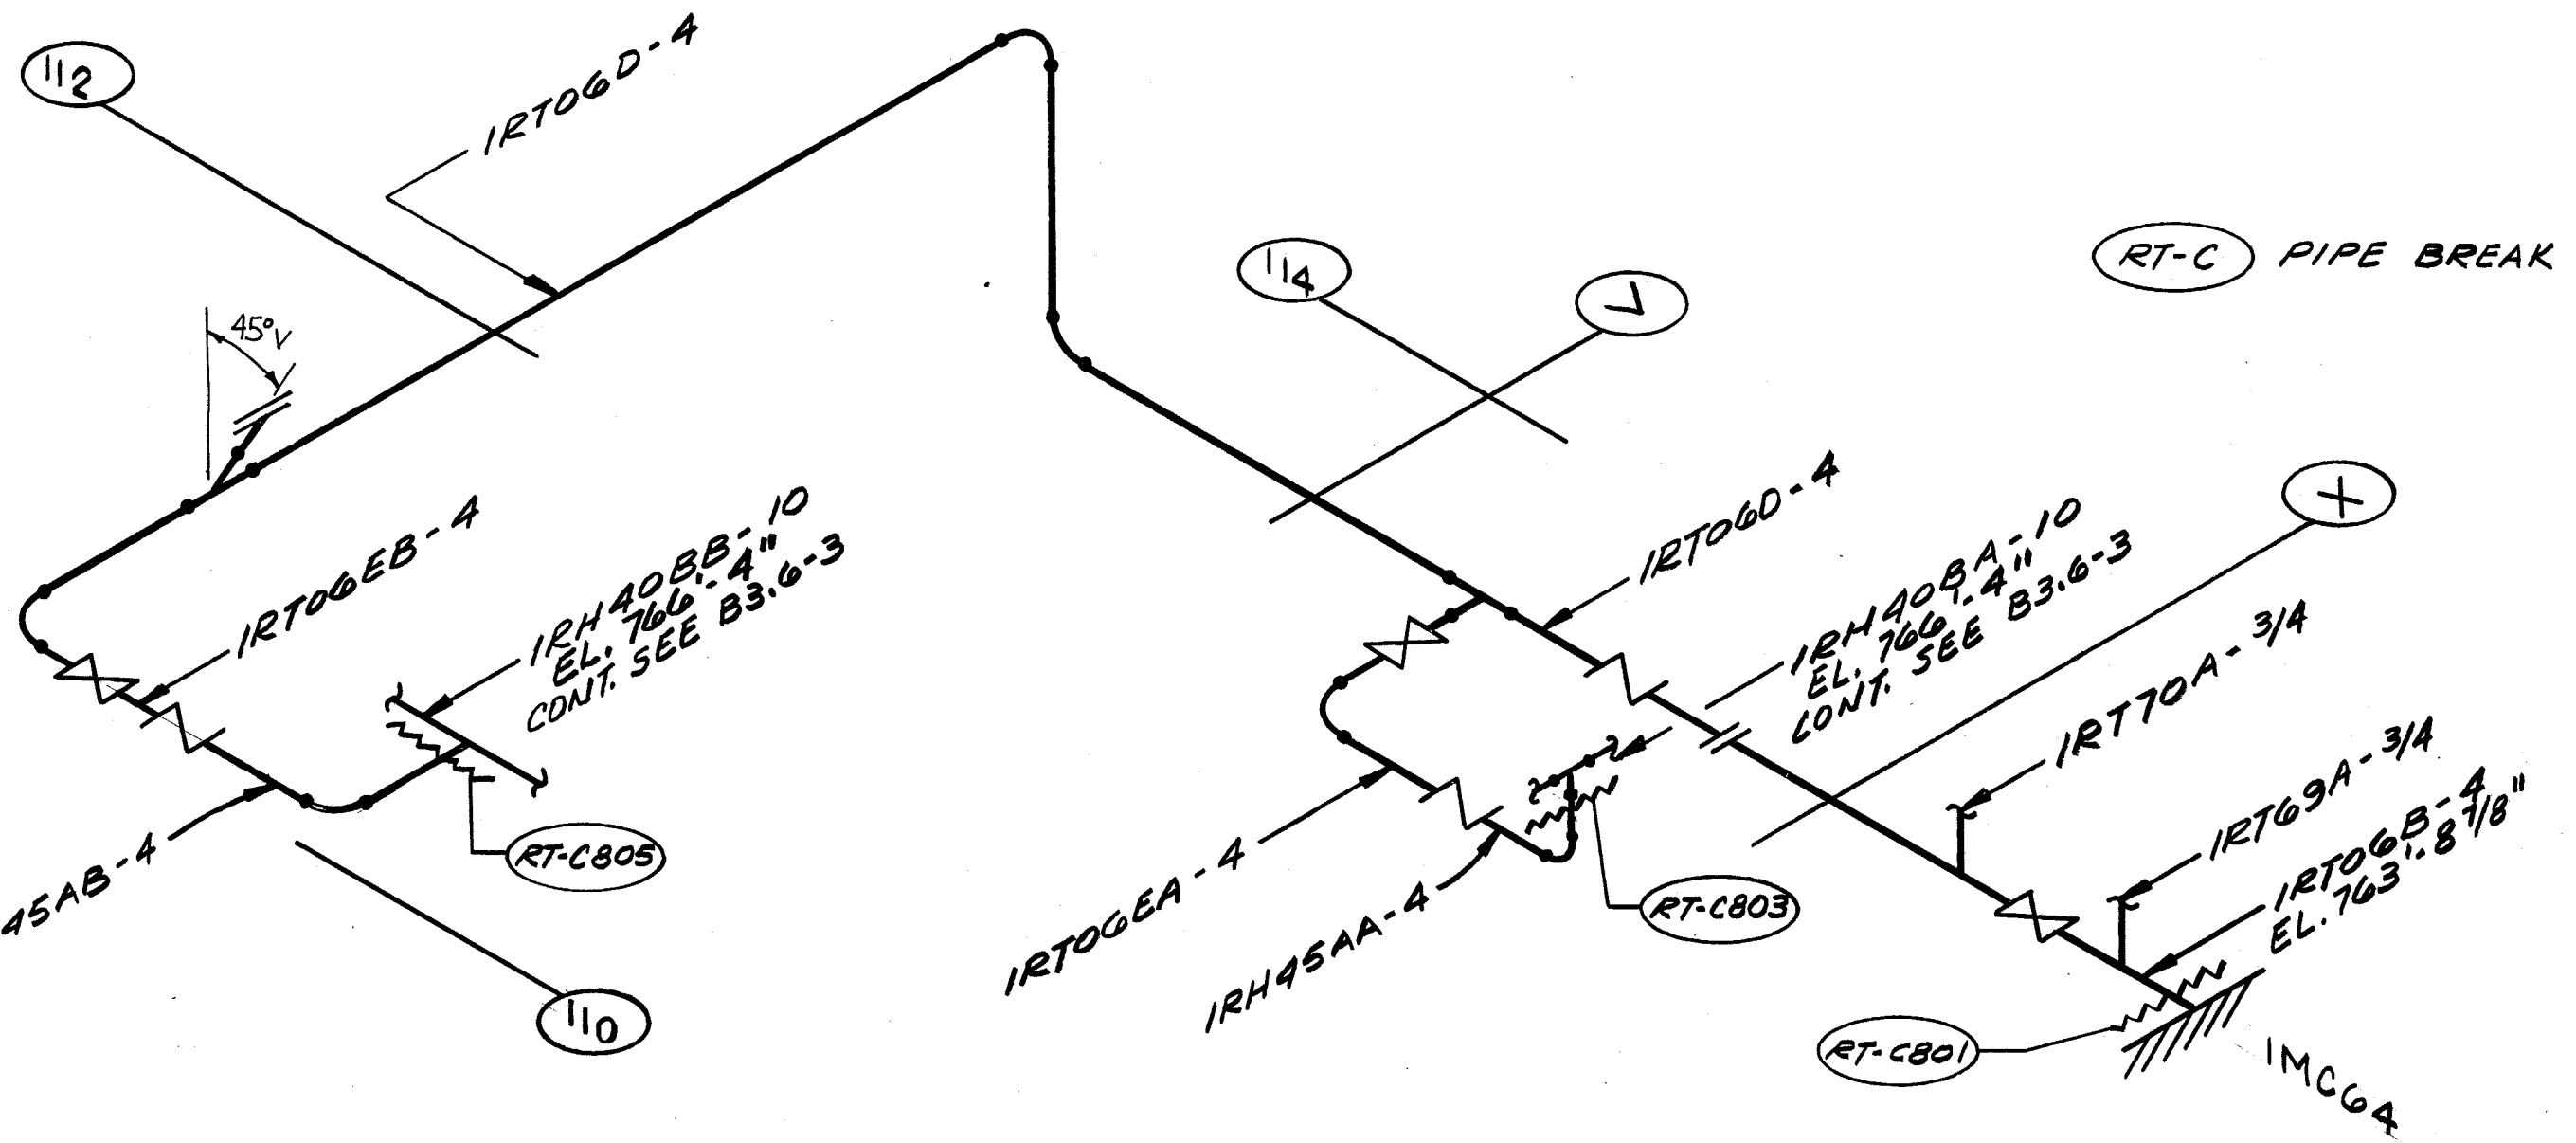 112
1RT06D-4
45°V
114
V
RT-C PIPE BREAK
1RT06EB-4
1RH40BB-10
EL. 766'-4"
CONT. SEE B3.6-3
1RT06D-4
1RH40BA-10
EL. 766'-4"
CONT. SEE B3.6-3
X
1RT70A-3/4
1RT69A-3/4
1RT06B-4
EL. 763'-8 7/8"
45AB-4
RT-C805
110
1RT06EA-4
1RH45AA-4
RT-C803
RT-C801
1MC64